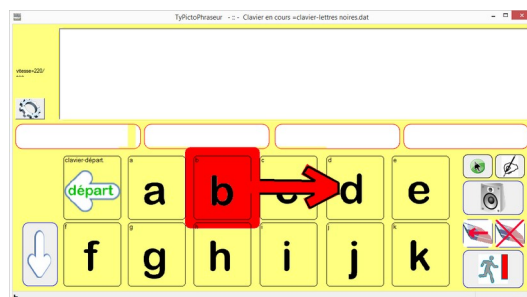 TyPictoPhraseur - :: - Clavier en cours =clavier-lettres noires.dat
vitesse=220/
clavier-départ. a c d e
départ a b d e
f g i j k
f g h i j k